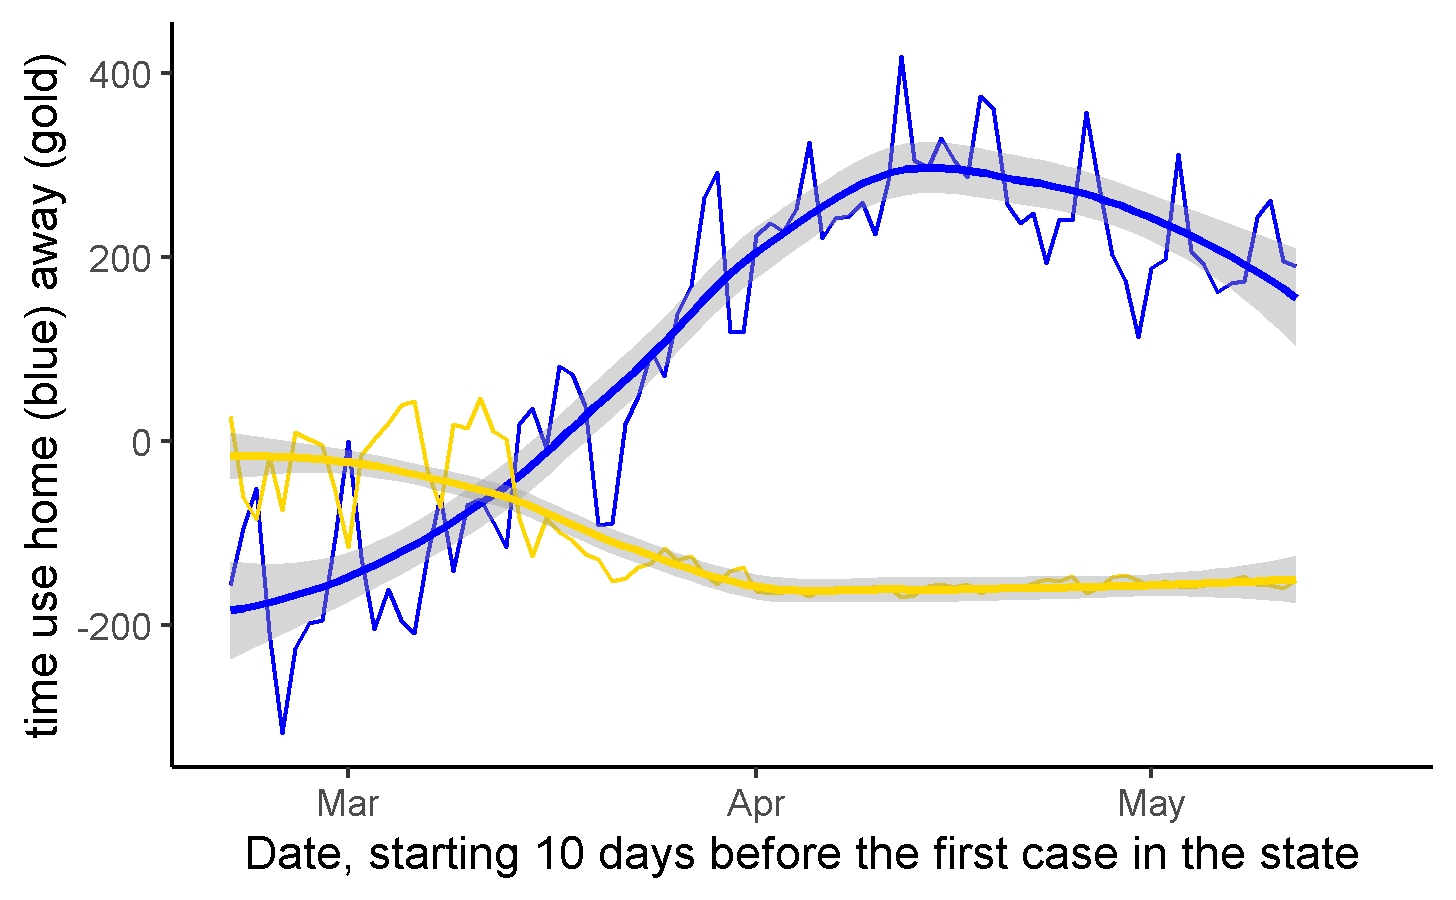 time use home (blue) away (gold)
400
200
0
-200
Mar
Apr
May
Date, starting 10 days before the first case in the state